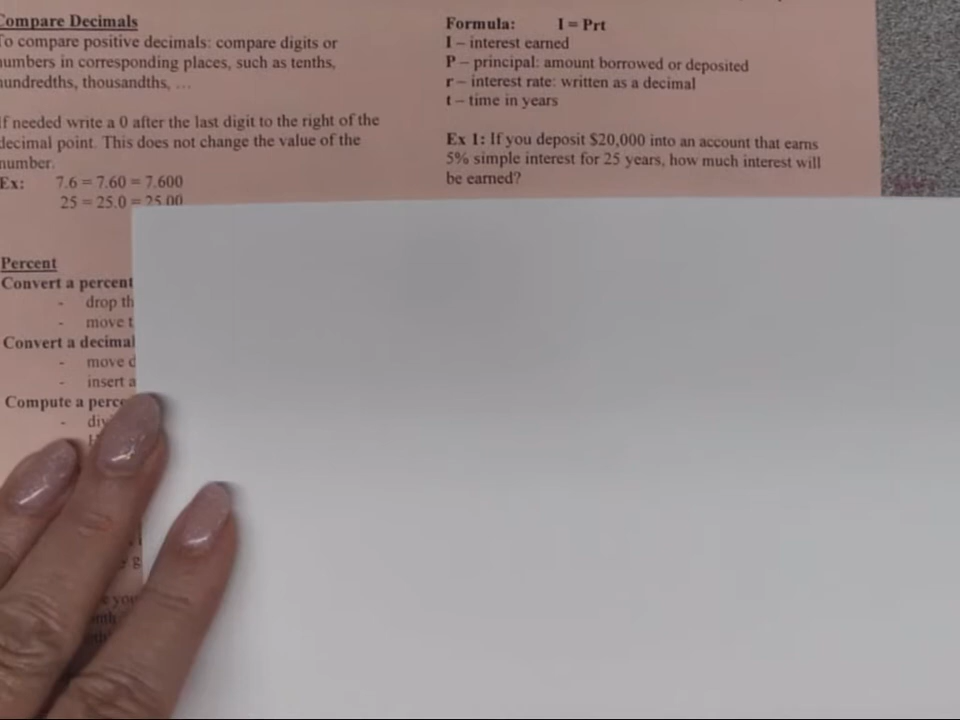 Compare Decimals
To compare positive decimals: compare digits or
numbers in corresponding places, such as tenths,
hundredths, thousandths, …
If needed write a 0 after the last digit to the right of the
decimal point. This does not change the value of the
number.
Ex: 7.6 = 7.60 = 7.600
25 = 25.0 = 25.00
Percent
Convert a percent
- drop th
- move t
Convert a decimal
- move d
- insert a
Compute a perce
- div
Formula: I = Prt
I – interest earned
P – principal: amount borrowed or deposited
r – interest rate: written as a decimal
t – time in years
Ex 1: If you deposit $20,000 into an account that earns
5% simple interest for 25 years, how much interest will
be earned?